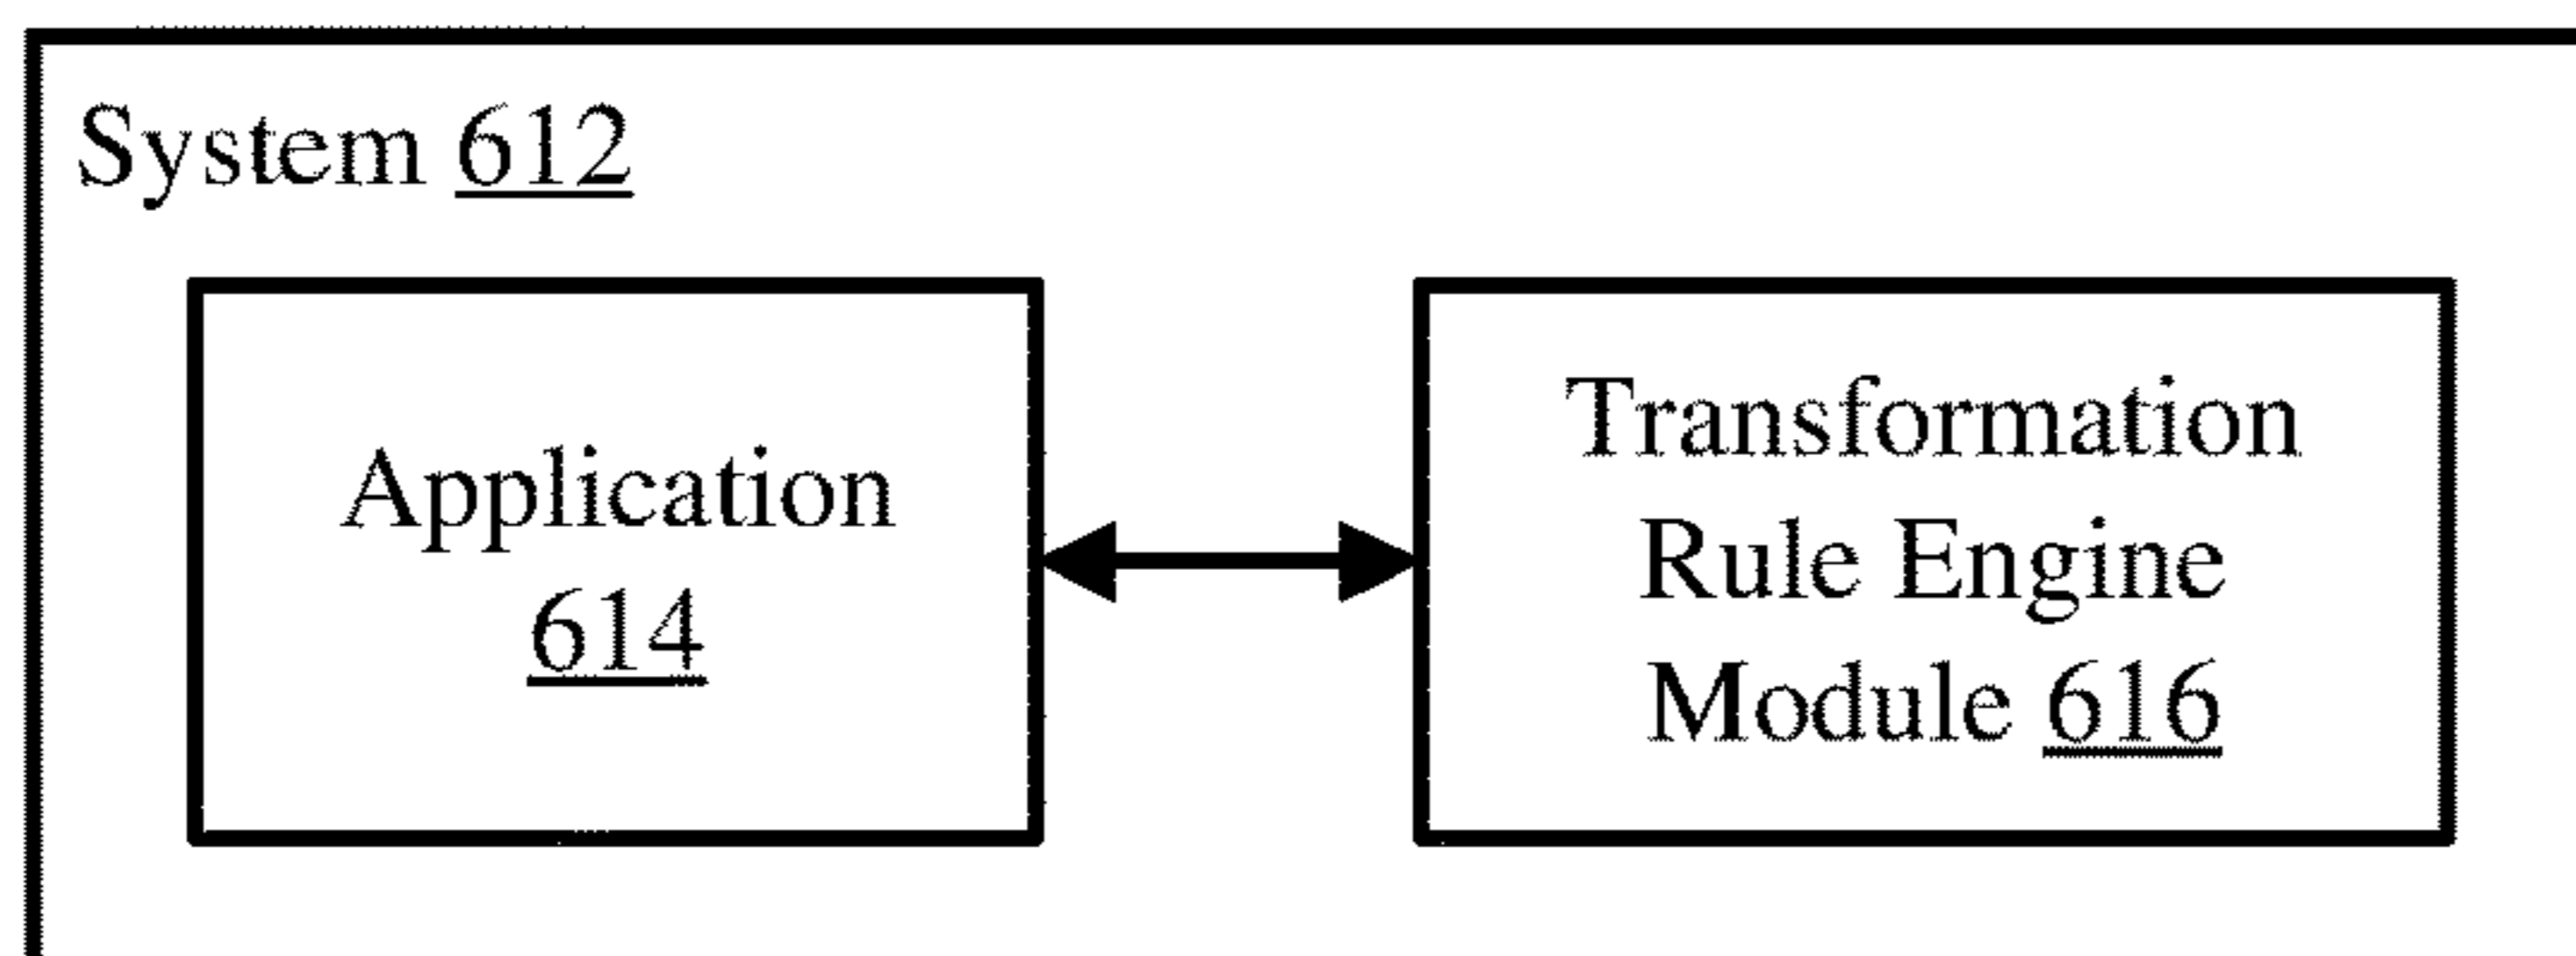 System 612
Application
614
Transformation
Rule Engine
Module 616